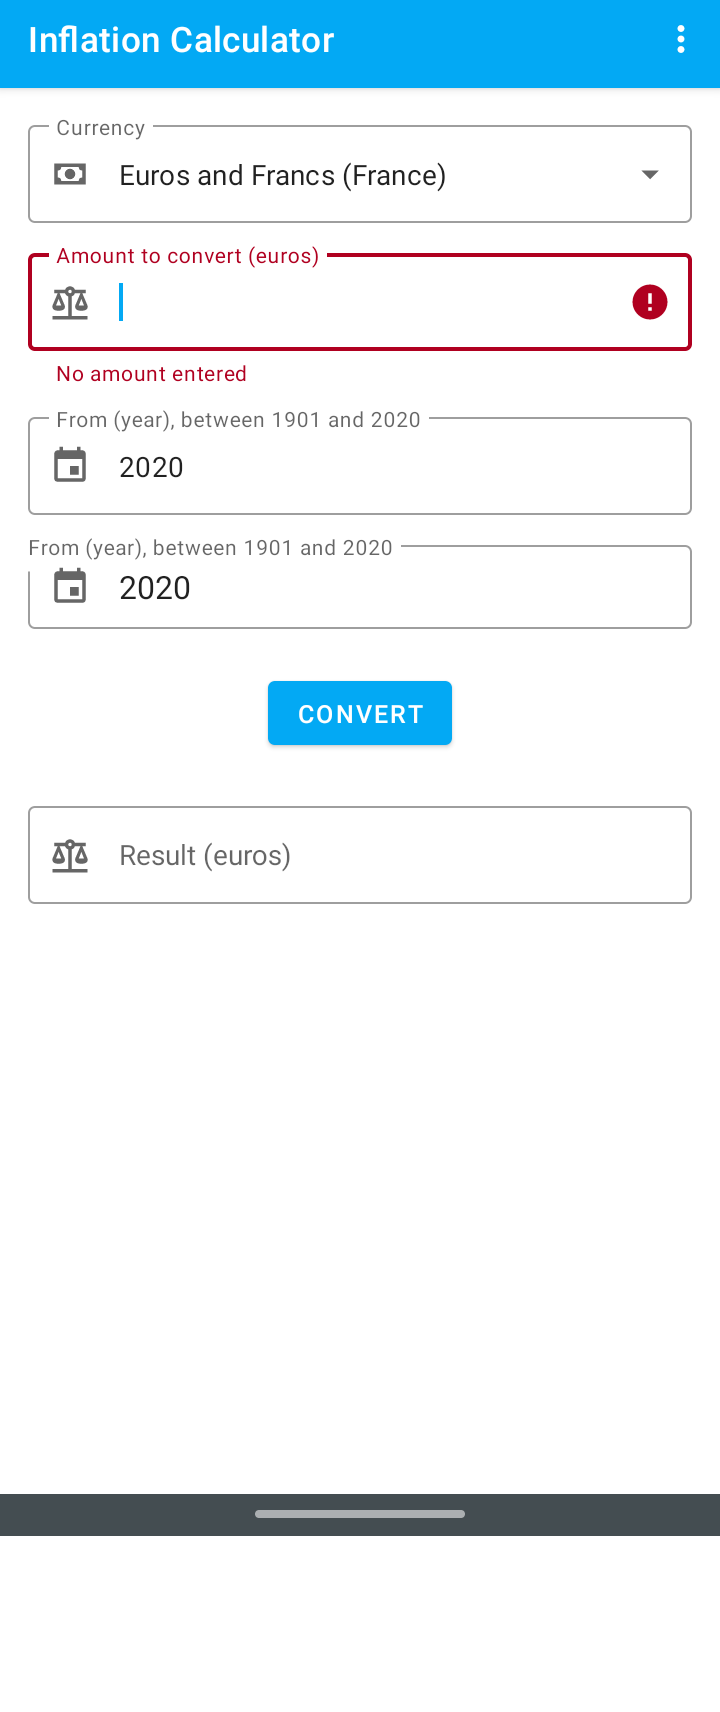 Inflation Calculator
Currency
Euros and Francs (France)
Amount to convert (euros)
No amount entered
From (year), between 1901 and 2020
2020
From (year), between 1901 and 2020
2020
CONVERT
Result (euros)